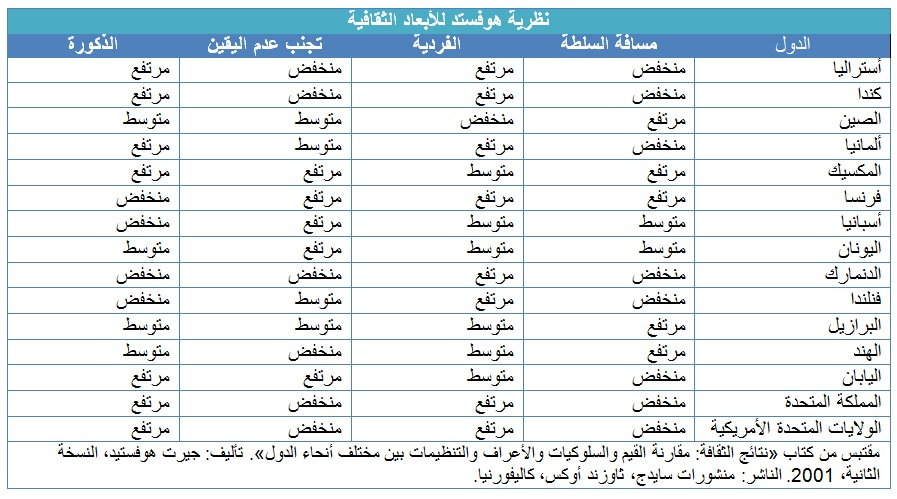 نظرية هوفستد للأبعاد الثقافية
الدول مسافة السلطة الفردية تجنب عدم اليقين الذكورة
أستراليا منخفض مرتفع منخفض مرتفع
كندا منخفض مرتفع منخفض مرتفع
الصين مرتفع منخفض متوسط متوسط
ألمانيا منخفض مرتفع متوسط مرتفع
المكسيك مرتفع متوسط مرتفع مرتفع
فرنسا مرتفع مرتفع مرتفع منخفض
أسبانيا متوسط متوسط مرتفع منخفض
اليونان متوسط متوسط مرتفع متوسط
الدنمارك منخفض مرتفع منخفض منخفض
فنلندا منخفض مرتفع متوسط منخفض
البرازيل مرتفع متوسط متوسط متوسط
الهند مرتفع متوسط منخفض متوسط
اليابان منخفض متوسط مرتفع مرتفع
المملكة المتحدة منخفض مرتفع منخفض مرتفع
الولايات المتحدة الأمريكية منخفض مرتفع منخفض مرتفع
مقتبس من كتاب «نتائج الثقافة: مقارنة القيم والسلوكيات والأعراف والتنظيمات بين مختلف أنحاء الدول». تأليف: جيرت هوفستيد، النسخة
الثانية، 2001. الناشر: منشورات سايدج، ثاوزند أوكس، كاليفورنيا.